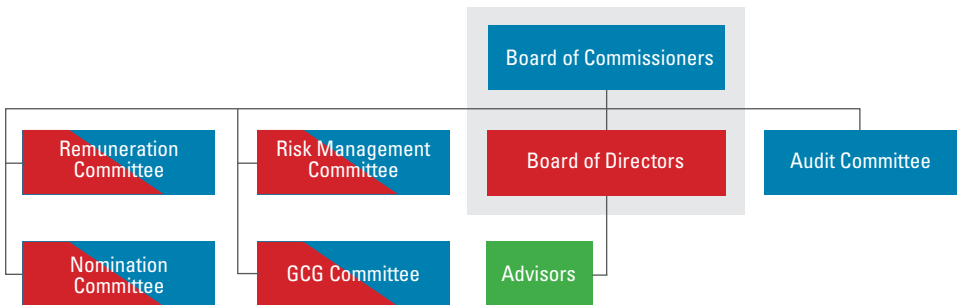 Board of Commissioners
Remuneration
Committee
Risk Management
Committee
Board of Directors
Audit Committee
Nomination
Committee
GCG Committee
Advisors